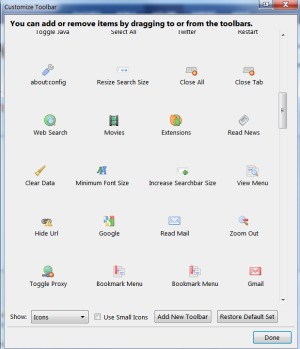 Customize Toolbar
You can add or remove items by dragging to or from the toolbars.
Toggle Java Select All Twitter Restart
about:config Resize Search Size Close All Close Tab
Web Search Movies Extensions Read News
Clear Data Minimum Font Size Increase Searchbar Size View Menu
Hide Url Google Read Mail Zoom Out
Toggle Proxy Bookmark Menu Bookmark Menu Gmail
Show: Icons Use Small Icons Add New Toolbar Restore Default Set
Done